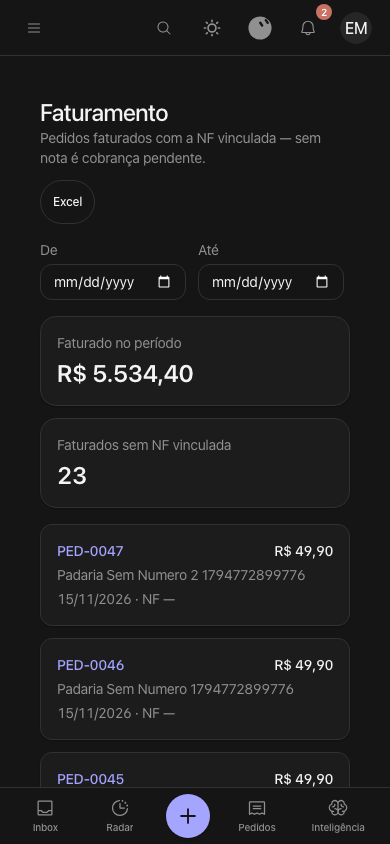 2
EM
Faturamento
Pedidos faturados com a NF vinculada — sem
nota é cobrança pendente.
Excel
De
Até
mm/dd/yyyy
mm/dd/yyyy
Faturado no período
R$ 5.534,40
Faturados sem NF vinculada
23
PED-0047
R$ 49,90
Padaria Sem Numero 2 1794772899776
15/11/2026 · NF —
PED-0046
R$ 49,90
Padaria Sem Numero 1794772899776
15/11/2026 · NF —
PED-0045
R$ 49,90
Inbox
Radar
Pedidos
Inteligência